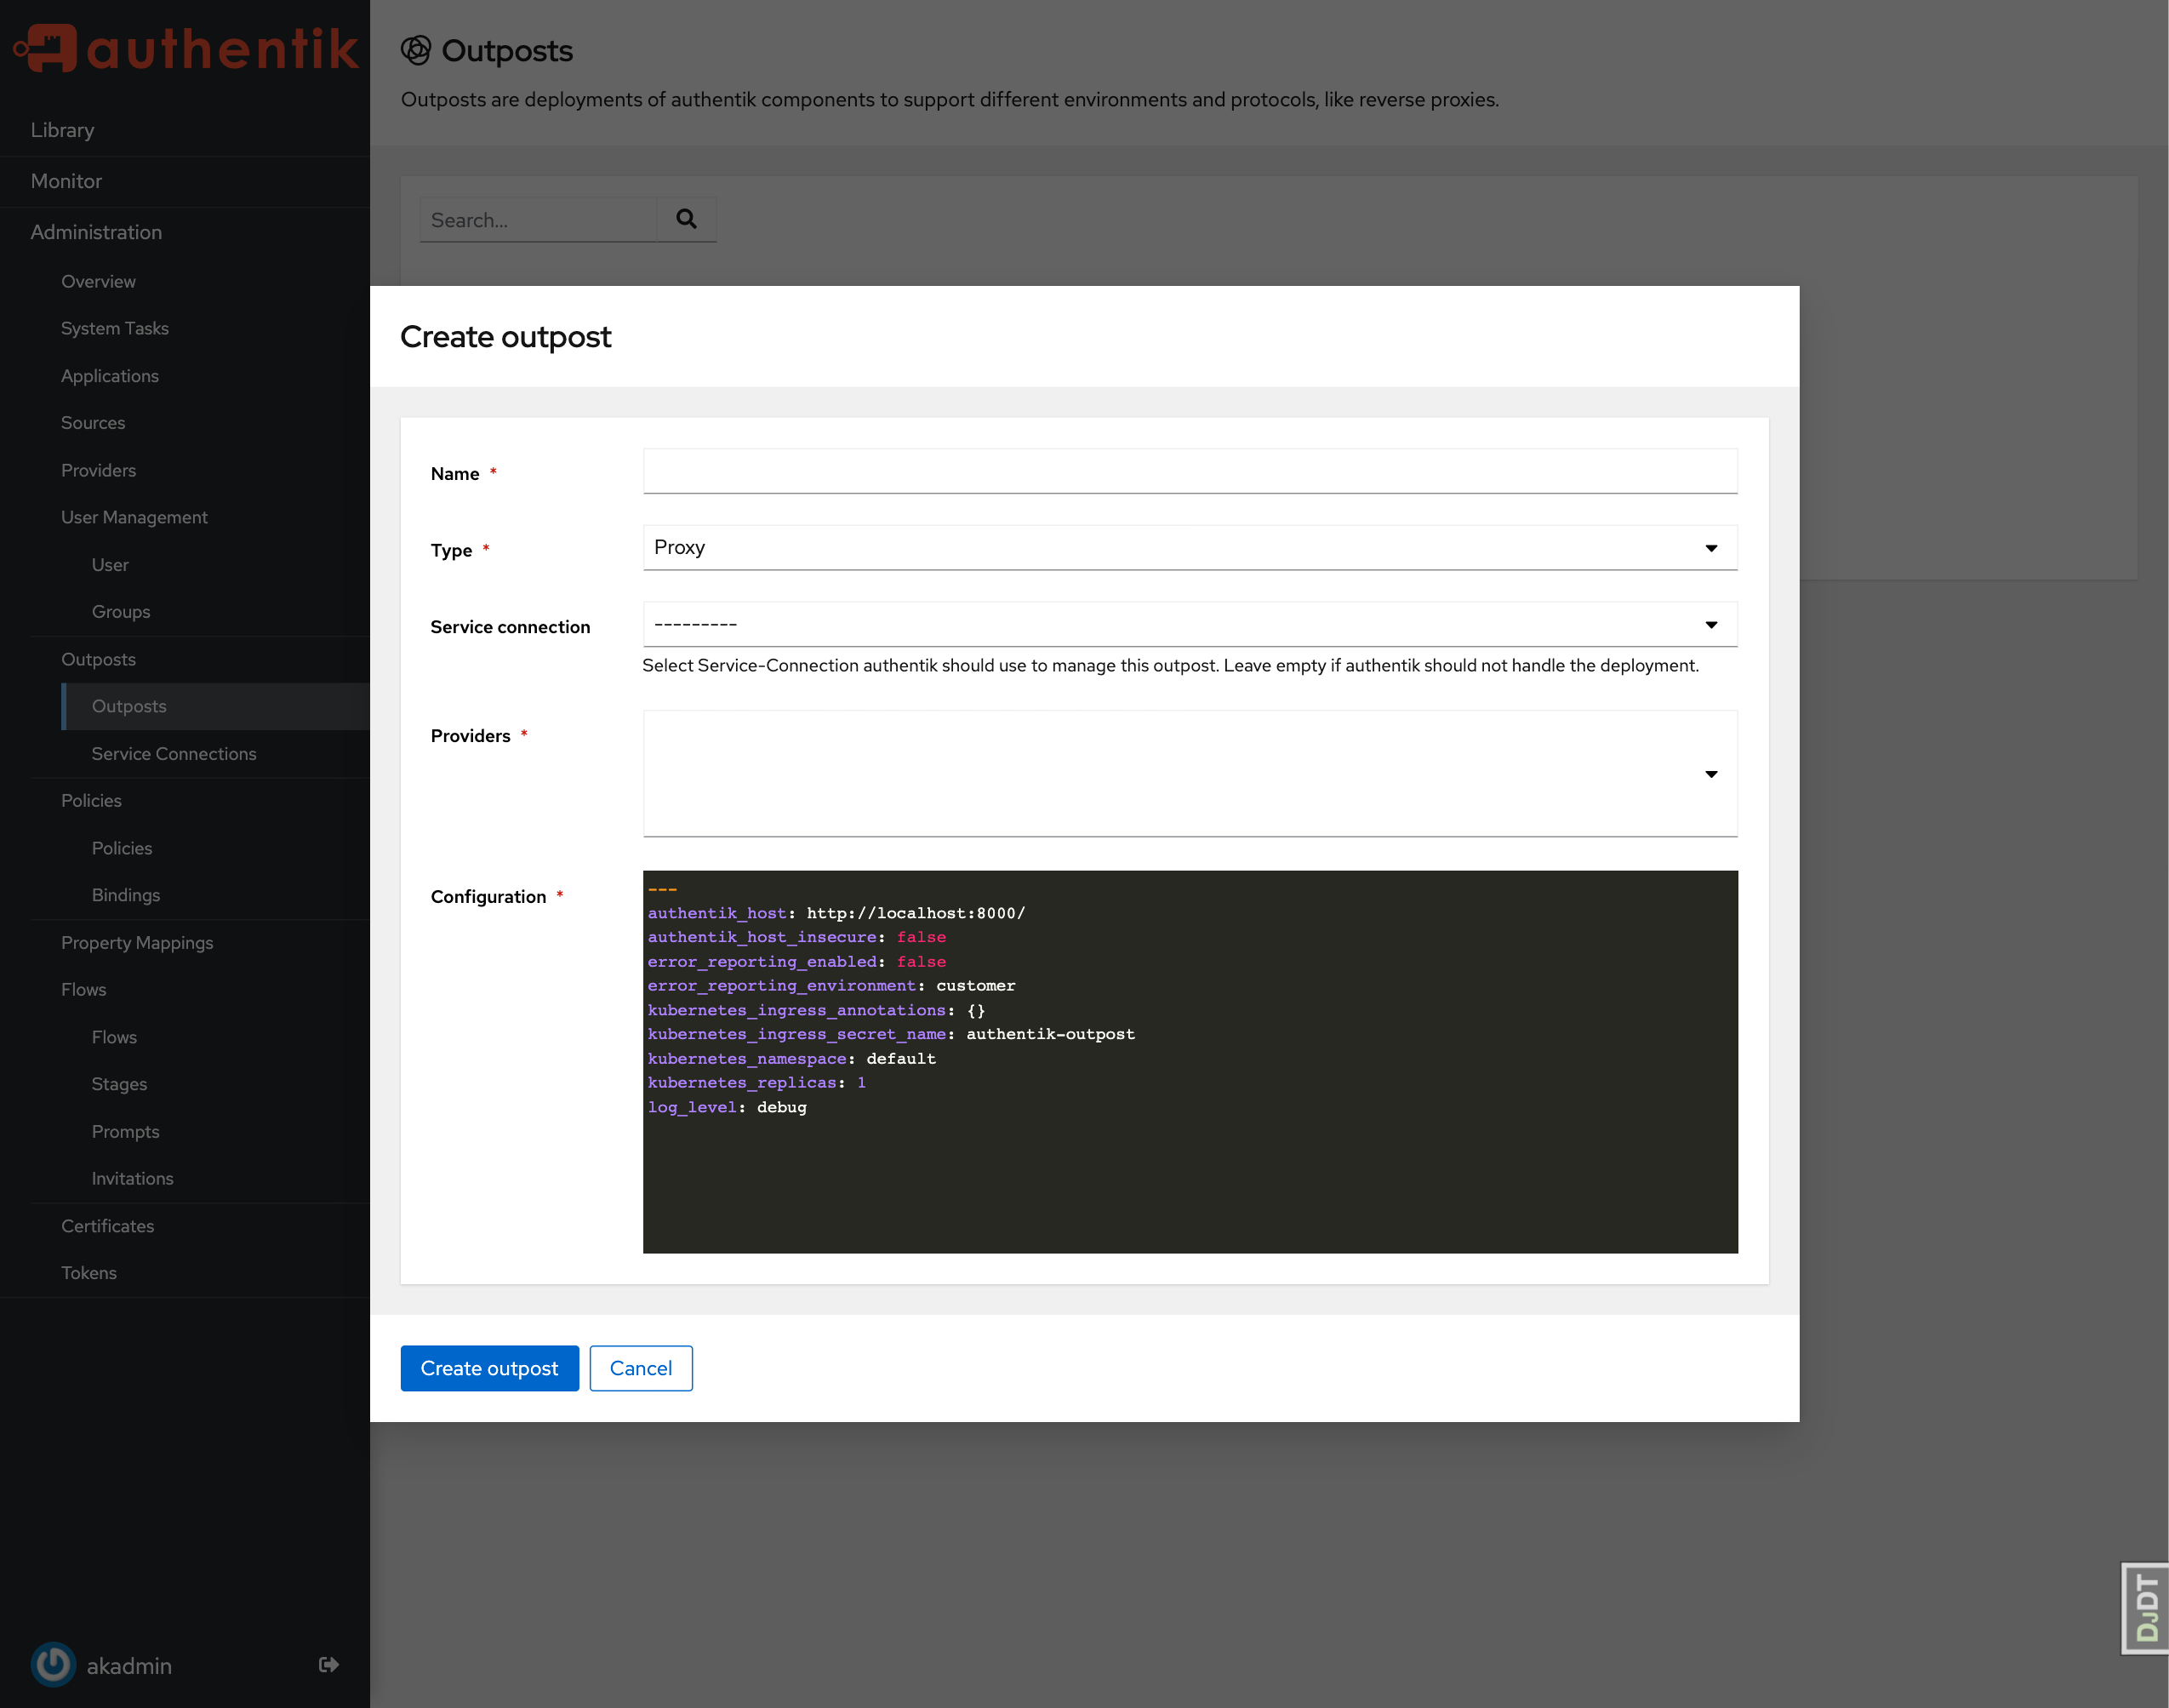 authentik
Library
Monitor
Administration
Overview
System Tasks
Applications
Sources
Providers
User Management
User
Groups
Outposts
Outposts
Service Connections
Policies
Policies
Bindings
Property Mappings
Flows
Flows
Stages
Prompts
Invitations
Certificates
Tokens
akadmin
Outposts
Outposts are deployments of authentik components to support different environments and protocols, like reverse proxies.
Search...
Create outpost
Name *
Type *
Proxy
Service connection
---------
Select Service-Connection authentik should use to manage this outpost. Leave empty if authentik should not handle the deployment.
Providers *
Configuration *
---
authentik_host: http://localhost:8000/
authentik_host_insecure: false
error_reporting_enabled: false
error_reporting_environment: customer
kubernetes_ingress_annotations: {}
kubernetes_ingress_secret_name: authentik-outpost
kubernetes_namespace: default
kubernetes_replicas: 1
log_level: debug
Create outpost
Cancel
DJDT